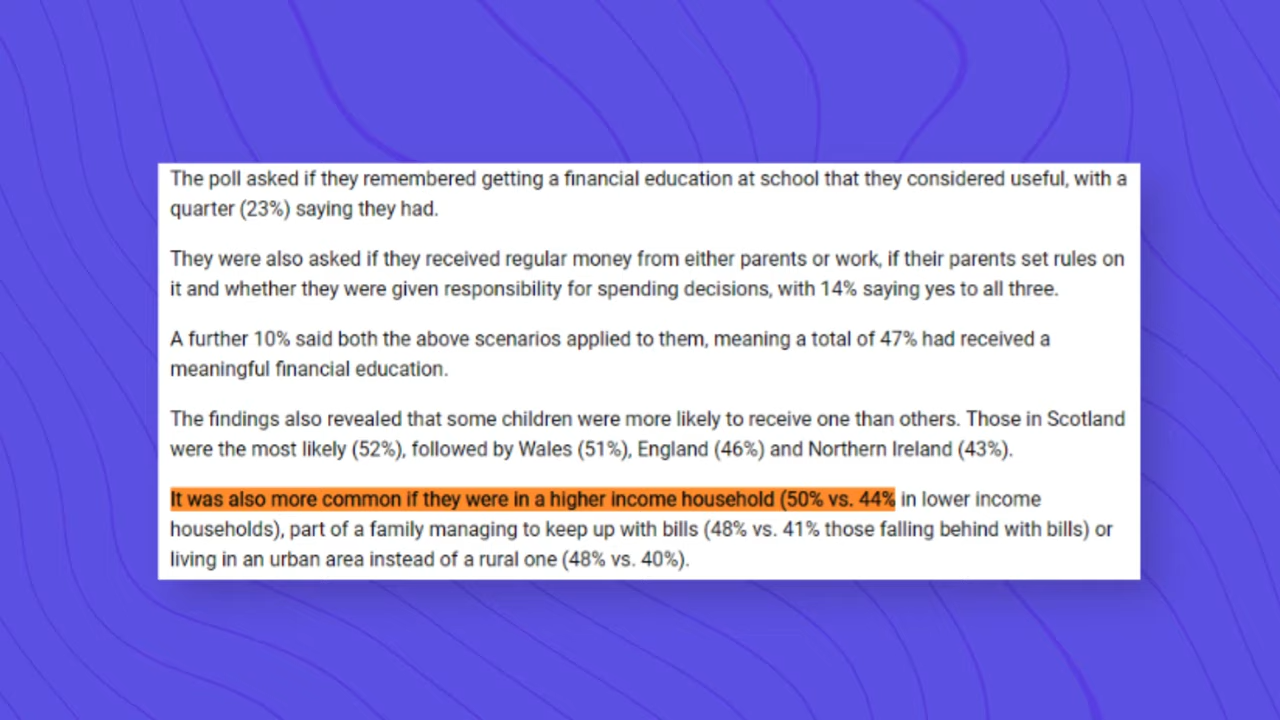 The poll asked if they remembered getting a financial education at school that they considered useful, with a
quarter (23%) saying they had.
They were also asked if they received regular money from either parents or work, if their parents set rules on
it and whether they were given responsibility for spending decisions, with 14% saying yes to all three.
A further 10% said both the above scenarios applied to them, meaning a total of 47% had received a
meaningful financial education.
The findings also revealed that some children were more likely to receive one than others. Those in Scotland
were the most likely (52%), followed by Wales (51%), England (46%) and Northern Ireland (43%).
It was also more common if they were in a higher income household (50% vs. 44% in lower income
households), part of a family managing to keep up with bills (48% vs. 41% those falling behind with bills) or
living in an urban area instead of a rural one (48% vs. 40%).